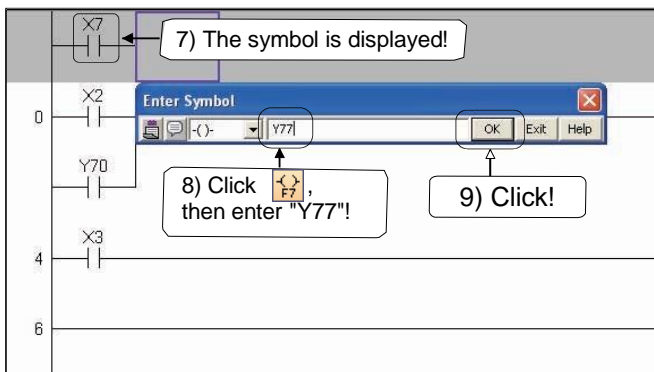 X7
7) The symbol is displayed!
X2
0
Enter Symbol
-( )-
Y77
OK
Exit
Help
Y70
8) Click F7 ,
then enter "Y77"!
9) Click!
X3
4
6